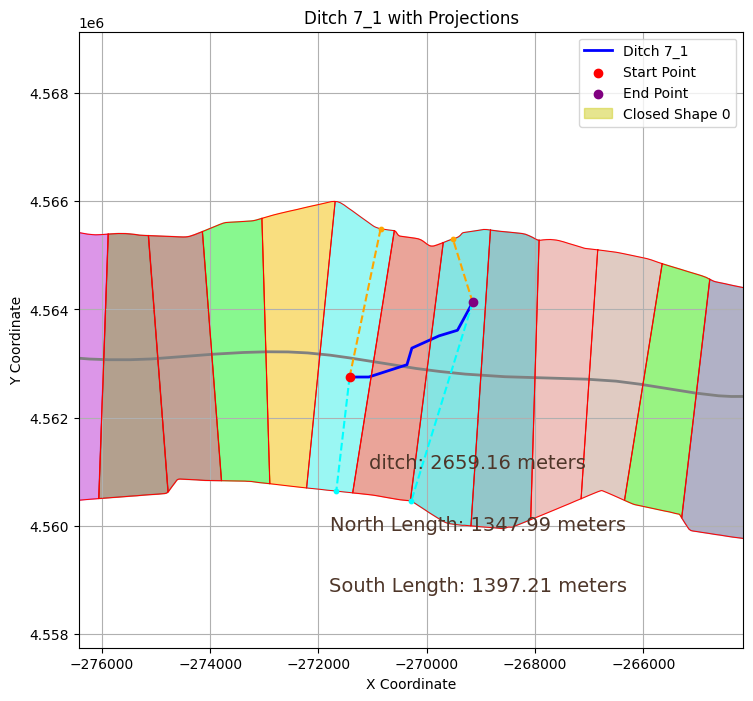 Ditch 7_1 with Projections
1e6
Ditch 7_1
Start Point
End Point
Closed Shape 0
4.568
4.566
4.564
4.562
4.560
4.558
Y Coordinate
ditch: 2659.16 meters
North Length: 1347.99 meters
South Length: 1397.21 meters
−276000 −274000 −272000 −270000 −268000 −266000
X Coordinate